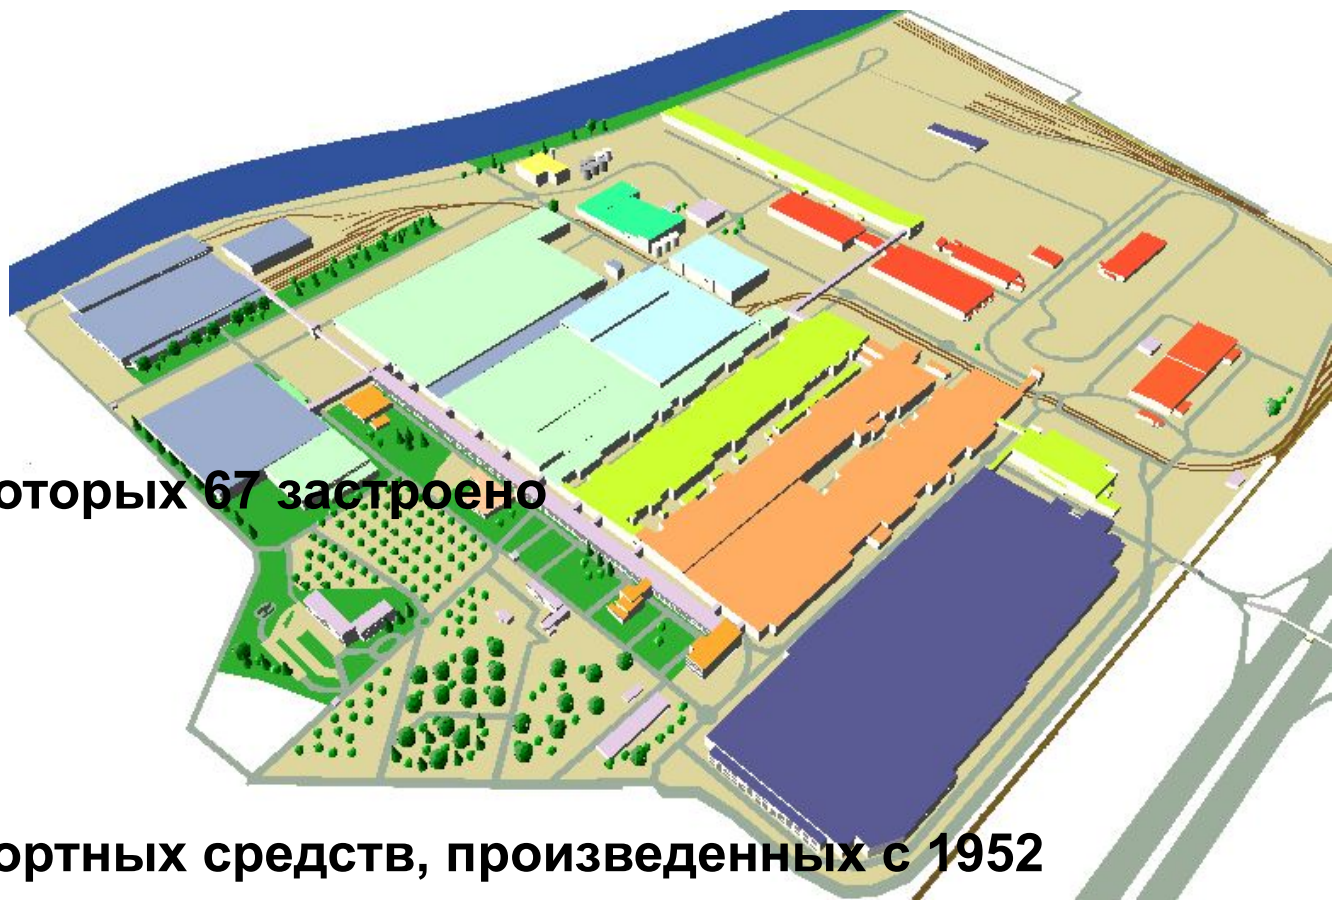 оторых 67 застроено
ортных средств, произведенных с 1952